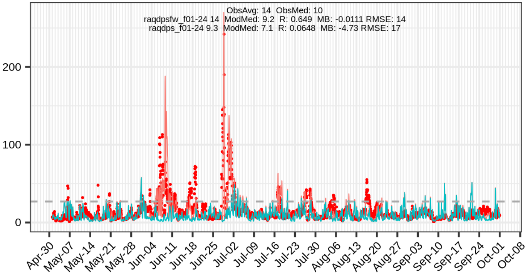 ObsAvg: 14 ObsMed: 10
raqdpsfw_f01-24 14 ModMed: 9.2 R: 0.649 MB: -0.0111 RMSE: 14
raqdps_f01-24 9.3 ModMed: 7.1 R: 0.0648 MB: -4.73 RMSE: 17
200
100
0
Apr-30
May-07
May-14
May-21
May-28
Jun-04
Jun-11
Jun-18
Jun-25
Jul-02
Jul-09
Jul-16
Jul-23
Jul-30
Aug-06
Aug-13
Aug-20
Aug-27
Sep-03
Sep-10
Sep-17
Sep-24
Oct-01
Oct-08